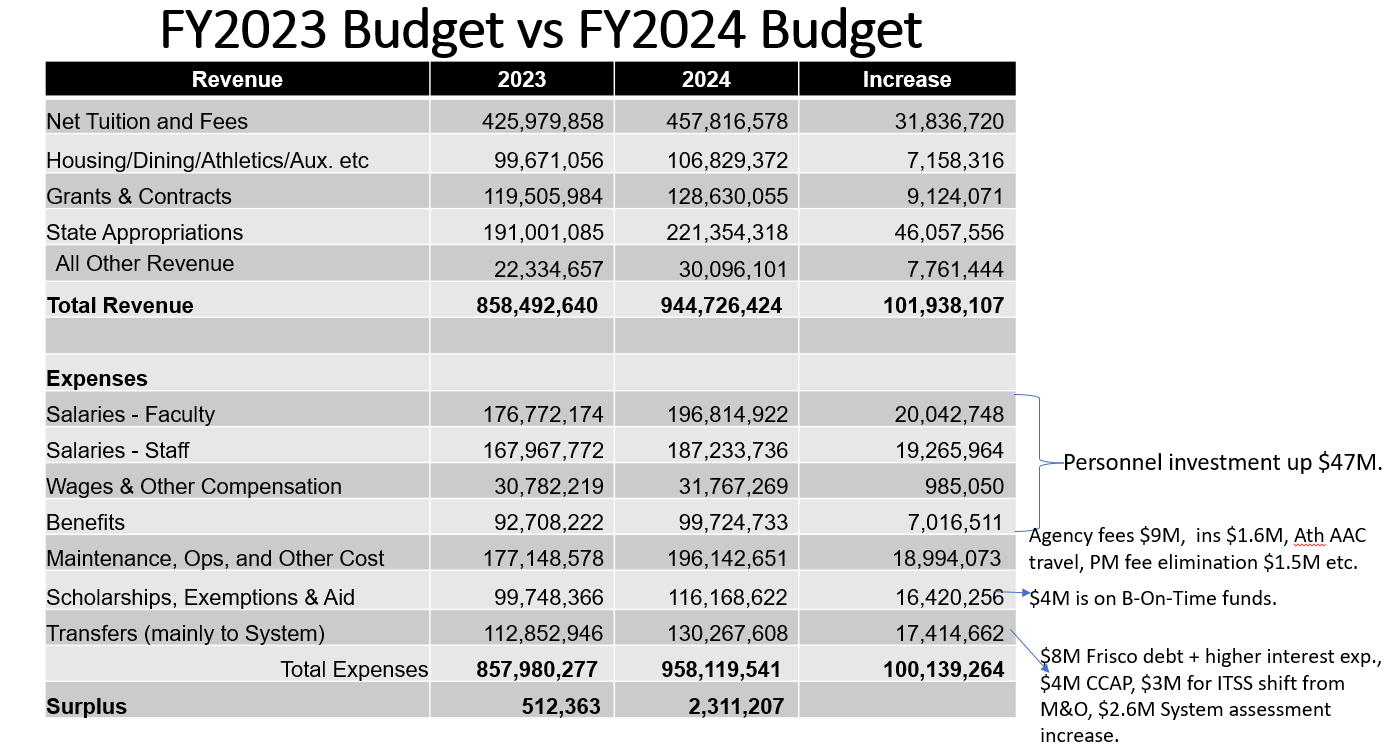 FY2023 Budget vs FY2024 Budget
Revenue 2023 2024 Increase
Net Tuition and Fees 425,979,858 457,816,578 31,836,720
Housing/Dining/Athletics/Aux. etc 99,671,056 106,829,372 7,158,316
Grants & Contracts 119,505,984 128,630,055 9,124,071
State Appropriations 191,001,085 221,354,318 46,057,556
All Other Revenue 22,334,657 30,096,101 7,761,444
Total Revenue 858,492,640 944,726,424 101,938,107
Expenses
Salaries - Faculty 176,772,174 196,814,922 20,042,748
Salaries - Staff 167,967,772 187,233,736 19,265,964
Personnel investment up $47M.
Wages & Other Compensation 30,782,219 31,767,269 985,050
Benefits 92,708,222 99,724,733 7,016,511
Agency fees $9M, ins $1.6M, Ath AAC
travel, PM fee elimination $1.5M etc.
Maintenance, Ops, and Other Cost 177,148,578 196,142,651 18,994,073
Scholarships, Exemptions & Aid 99,748,366 116,168,622 16,420,256
$4M is on B-On-Time funds.
Transfers (mainly to System) 112,852,946 130,267,608 17,414,662
$8M Frisco debt + higher interest exp.,
$4M CCAP, $3M for ITSS shift from
M&O, $2.6M System assessment
increase.
Total Expenses 857,980,277 958,119,541 100,139,264
Surplus 512,363 2,311,207